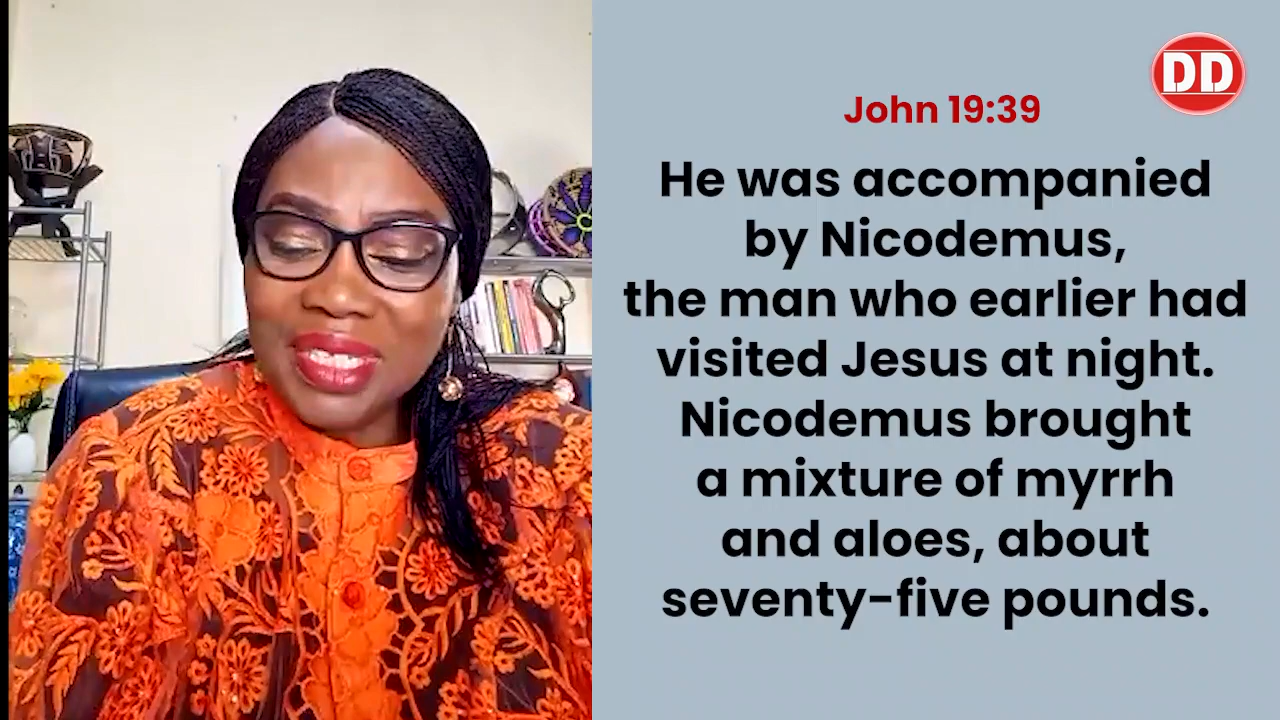 DD
John 19:39
He was accompanied
by Nicodemus,
the man who earlier had
visited Jesus at night.
Nicodemus brought
a mixture of myrrh
and aloes, about
seventy-five pounds.